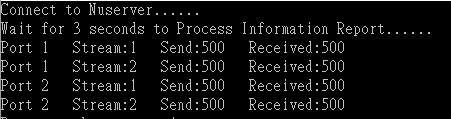 Connect to Nuserver......
Wait for 3 seconds to Process Information Report......
Port 1 Stream:1 Send:500 Received:500
Port 1 Stream:2 Send:500 Received:500
Port 2 Stream:1 Send:500 Received:500
Port 2 Stream:2 Send:500 Received:500